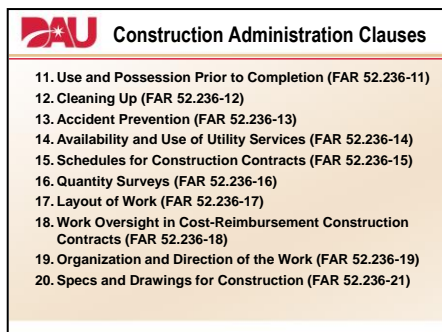 DAU
Construction Administration Clauses
11. Use and Possession Prior to Completion (FAR 52.236-11)
12. Cleaning Up (FAR 52.236-12)
13. Accident Prevention (FAR 52.236-13)
14. Availability and Use of Utility Services (FAR 52.236-14)
15. Schedules for Construction Contracts (FAR 52.236-15)
16. Quantity Surveys (FAR 52.236-16)
17. Layout of Work (FAR 52.236-17)
18. Work Oversight in Cost-Reimbursement Construction
Contracts (FAR 52.236-18)
19. Organization and Direction of the Work (FAR 52.236-19)
20. Specs and Drawings for Construction (FAR 52.236-21)